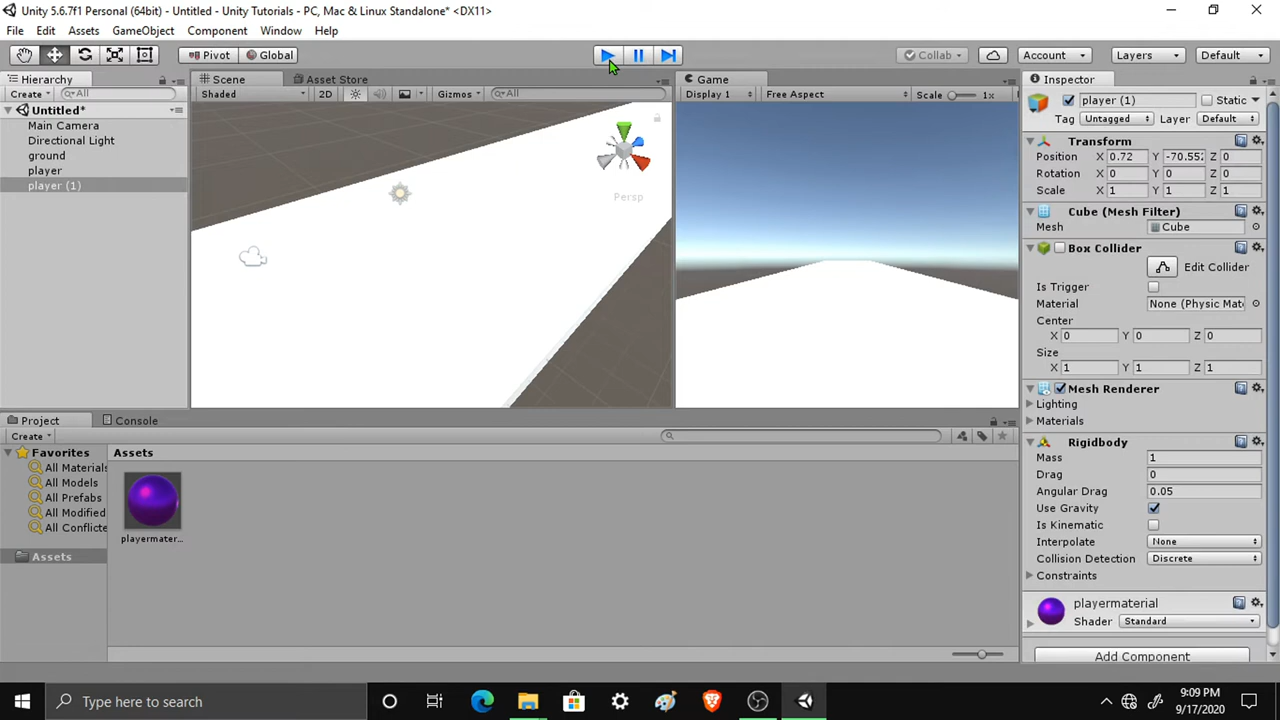 Unity 5.6.7f1 Personal (64bit) - Untitled - Unity Tutorials - PC, Mac & Linux Standalone* <DX11>
File Edit Assets GameObject Component Window Help
Pivot Global Collab Account Layers Default
Hierarchy
Create All
Untitled*
Main Camera
Directional Light
ground
player
player (1)
Scene Asset Store
Shaded 2D Gizmos All
Persp
Game
Display 1 Free Aspect Scale 1x
Inspector
player (1) Static
Tag Untagged Layer Default
Transform
Position X 0.72 Y -70.552 Z 0
Rotation X 0 Y 0 Z 0
Scale X 1 Y 1 Z 1
Cube (Mesh Filter)
Mesh Cube
Box Collider
Edit Collider
Is Trigger
Material None (Physic Mate
Center
X 0 Y 0 Z 0
Size
X 1 Y 1 Z 1
Mesh Renderer
Lighting
Materials
Rigidbody
Mass 1
Drag 0
Angular Drag 0.05
Use Gravity
Is Kinematic
Interpolate None
Collision Detection Discrete
Constraints
playermaterial
Shader Standard
Add Component
Project Console
Create
Favorites
All Materials
All Models
All Prefabs
All Modified
All Conflicte
Assets
Assets
playermater...
Type here to search
9:09 PM
9/17/2020